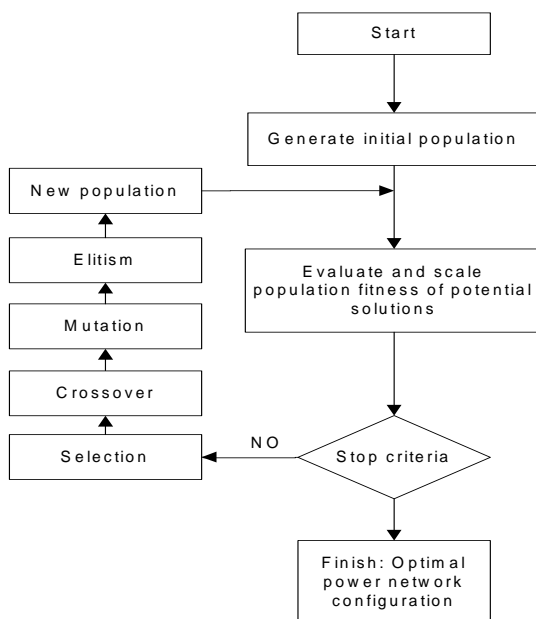 Start
Generate initial population
New population
Elitism
Evaluate and scale
population fitness of potential
solutions
Mutation
Crossover
NO
Selection
Stop criteria
Finish: Optimal
power network
configuration